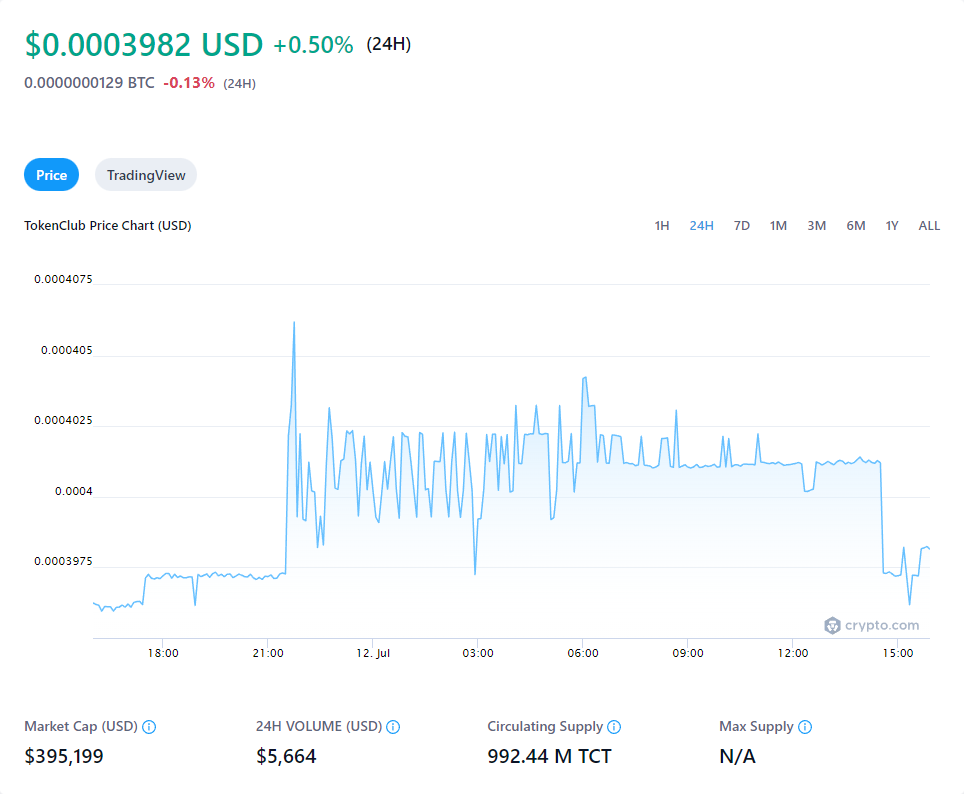 $0.0003982 USD +0.50% (24H)
0.0000000129 BTC -0.13% (24H)
Price TradingView
TokenClub Price Chart (USD) 1H 24H 7D 1M 3M 6M 1Y ALL
0.0004075
0.000405
0.0004025
0.0004
0.0003975
crypto.com
18:00 21:00 12. Jul 03:00 06:00 09:00 12:00 15:00
Market Cap (USD) 24H VOLUME (USD) Circulating Supply Max Supply
$395,199 $5,664 992.44 M TCT N/A